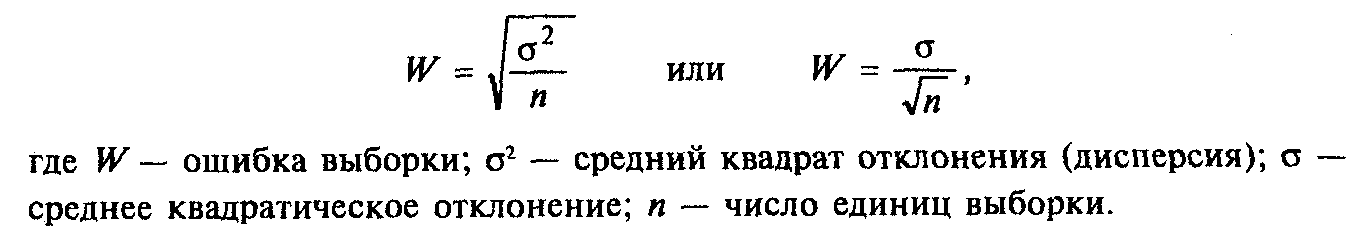 W = √(σ²/n) или W = σ/√n,
где W — ошибка выборки; σ² — средний квадрат отклонения (дисперсия); σ —
среднее квадратическое отклонение; n — число единиц выборки.